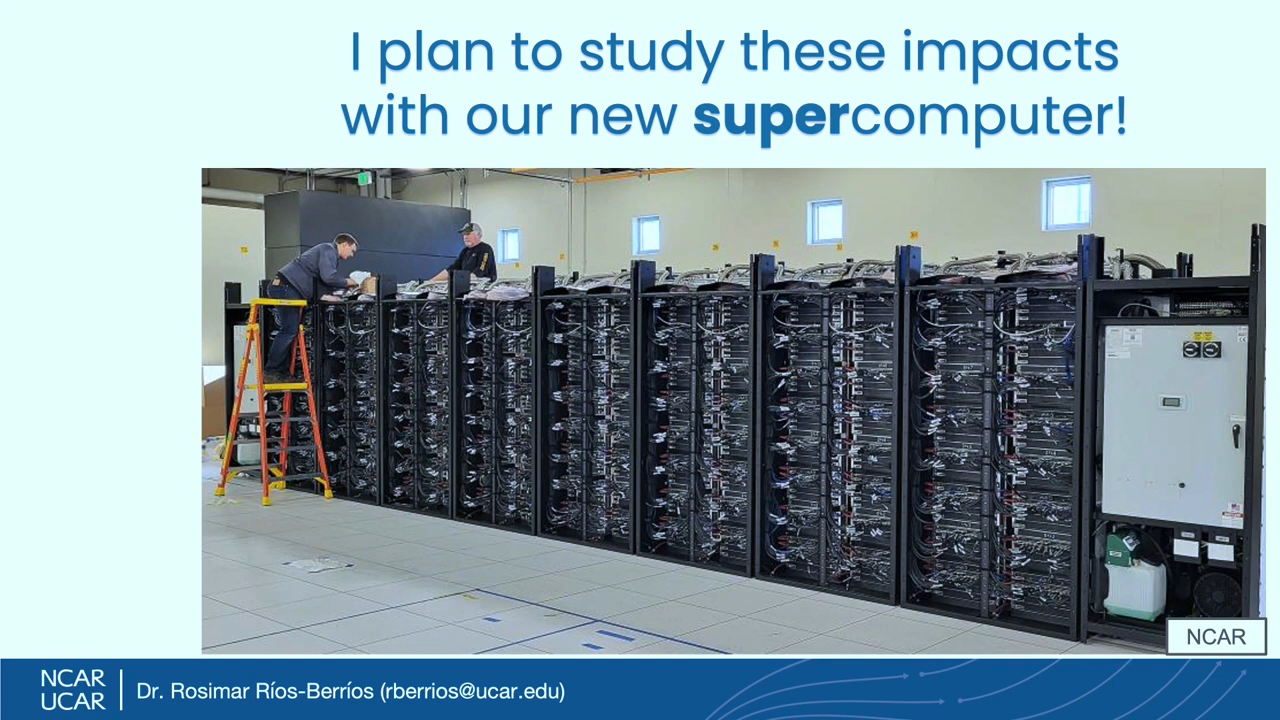 I plan to study these impacts
with our new supercomputer!
NCAR
NCAR
UCAR
Dr. Rosimar Ríos-Berríos (rberrios@ucar.edu)